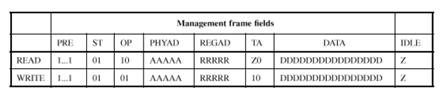 Management frame fields
PRE ST OP PHYAD REGAD TA DATA IDLE
READ 1...1 01 10 AAAAA RRRRR Z0 DDDDDDDDDDDDDDDD Z
WRITE 1...1 01 01 AAAAA RRRRR 10 DDDDDDDDDDDDDDDD Z